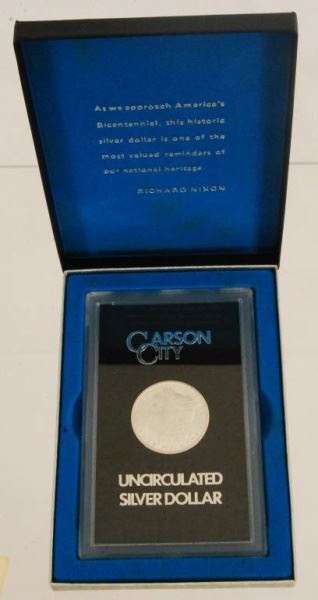 As we approach America's
Bicentennial, this historic
silver dollar is one of the
most valued reminders of
our national heritage.
RICHARD NIXON
CARSON
CITY
UNCIRCULATED
SILVER DOLLAR